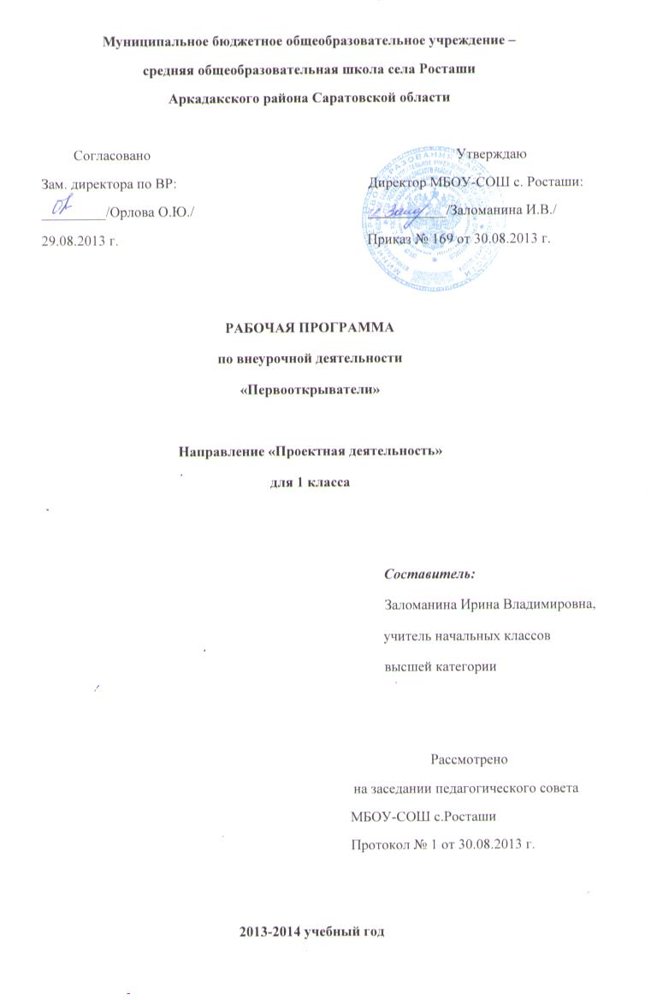 Муниципальное бюджетное общеобразовательное учреждение –
средняя общеобразовательная школа села Росташи
Аркадакского района Саратовской области
Согласовано
Зам. директора по ВР:
__________/Орлова О.Ю./
29.08.2013 г.
Утверждаю
Директор МБОУ-СОШ с. Росташи:
____________/Заломанина И.В./
Приказ № 169 от 30.08.2013 г.
РАБОЧАЯ ПРОГРАММА
по внеурочной деятельности
«Первооткрыватели»
Направление «Проектная деятельность»
для 1 класса
Составитель:
Заломанина Ирина Владимировна,
учитель начальных классов
высшей категории
Рассмотрено
на заседании педагогического совета
МБОУ-СОШ с.Росташи
Протокол № 1 от 30.08.2013 г.
2013-2014 учебный год